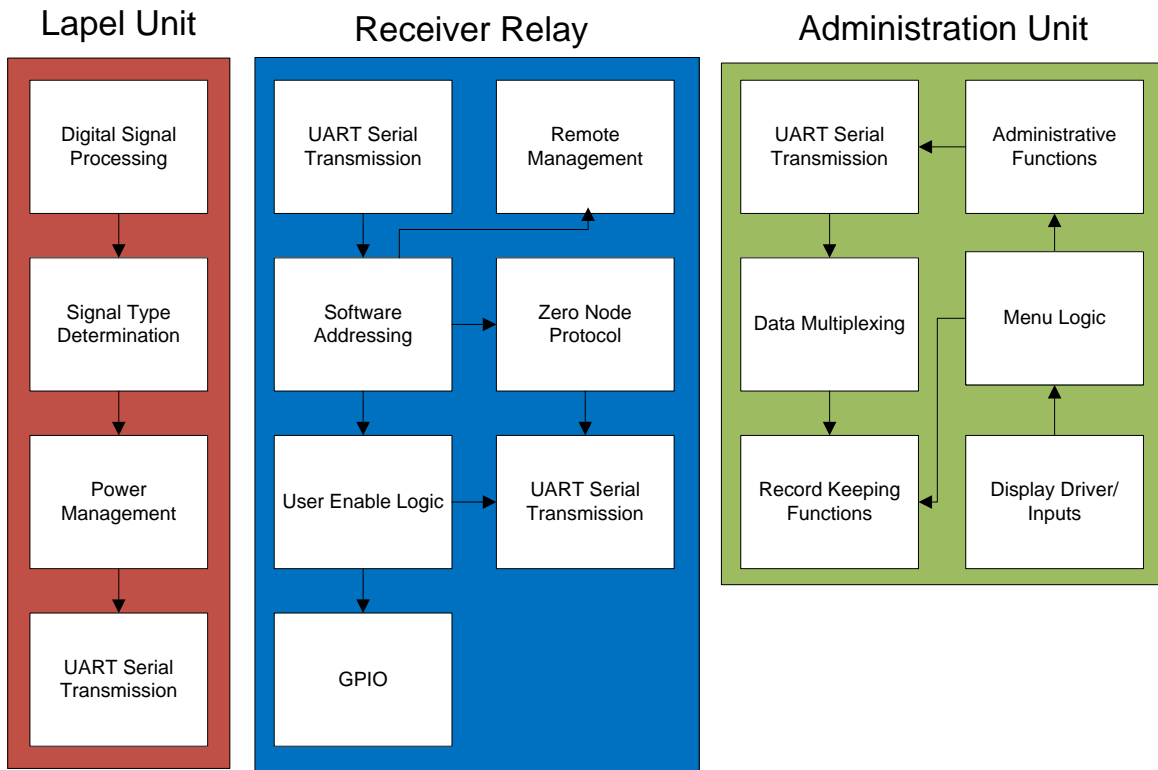 Lapel Unit
Digital Signal
Processing
Signal Type
Determination
Power
Management
UART Serial
Transmission
Receiver Relay
UART Serial
Transmission
Remote
Management
Software
Addressing
Zero Node
Protocol
User Enable Logic
UART Serial
Transmission
GPIO
Administration Unit
UART Serial
Transmission
Administrative
Functions
Data Multiplexing
Menu Logic
Record Keeping
Functions
Display Driver/
Inputs